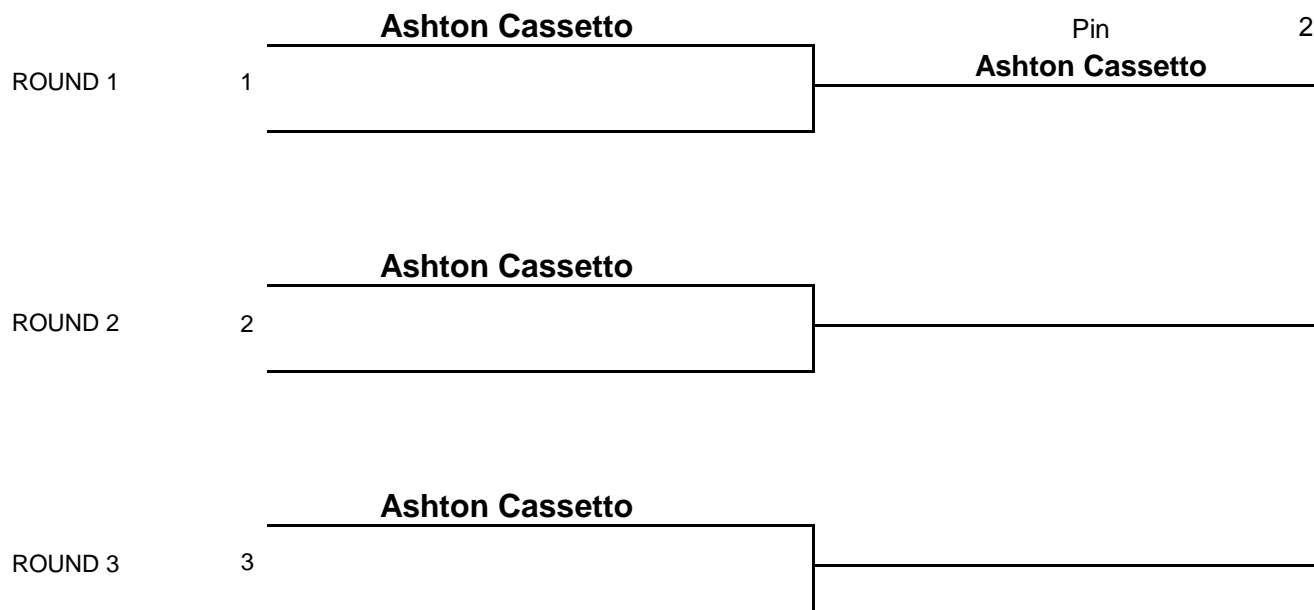 Ashton Cassetto
Pin 2
Ashton Cassetto
ROUND 1 1
Ashton Cassetto
ROUND 2 2
Ashton Cassetto
ROUND 3 3